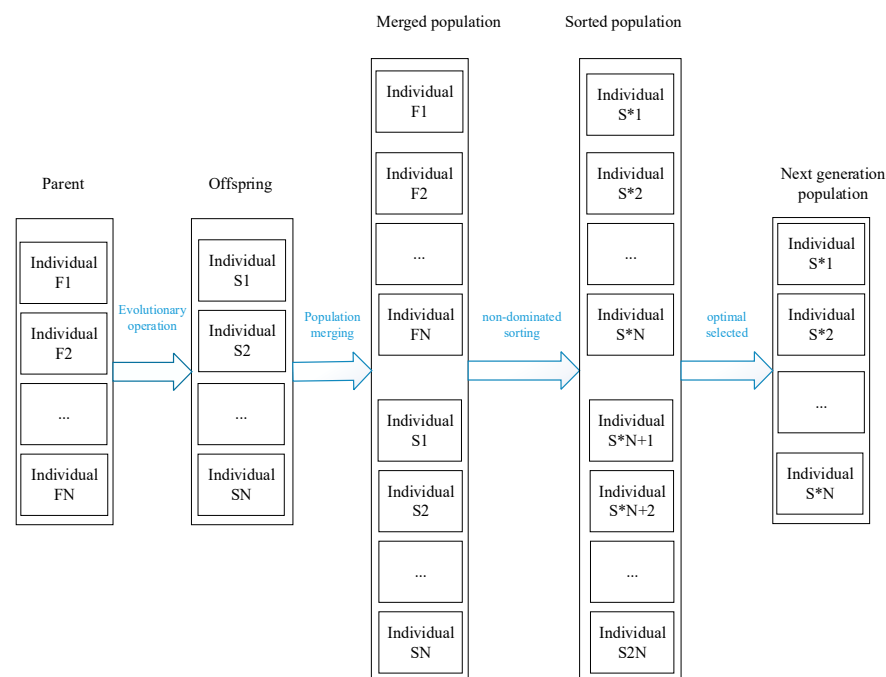 Parent
Individual
F1
Individual
F2
...
Individual
FN
Evolutionary
operation
Offspring
Individual
S1
Individual
S2
...
Individual
SN
Population
merging
Merged population
Individual
F1
Individual
F2
...
Individual
FN
Individual
S1
Individual
S2
...
Individual
SN
non-dominated
sorting
Sorted population
Individual
S*1
Individual
S*2
...
Individual
S*N
Individual
S*N+1
Individual
S*N+2
...
Individual
S2N
optimal
selected
Next generation
population
Individual
S*1
Individual
S*2
...
Individual
S*N